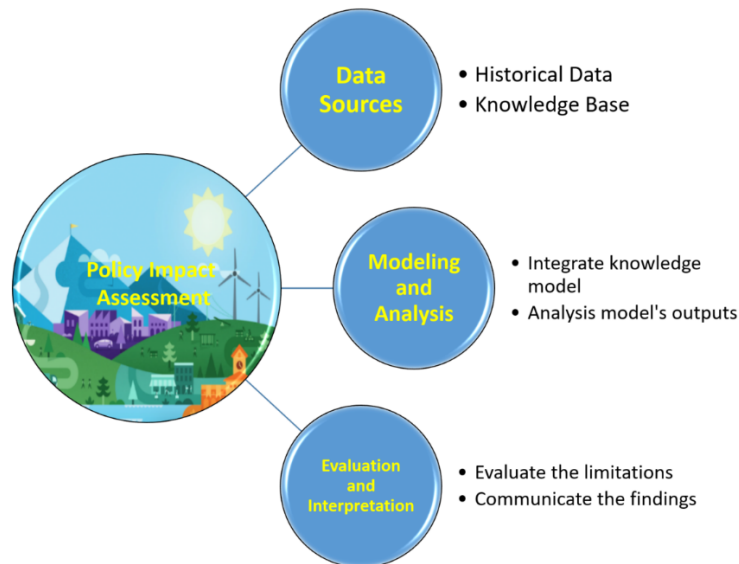 Data
Sources
• Historical Data
• Knowledge Base
Policy Impact
Assessment
Modeling
and
Analysis
• Integrate knowledge
model
• Analysis model's outputs
Evaluation
and
Interpretation
• Evaluate the limitations
• Communicate the findings